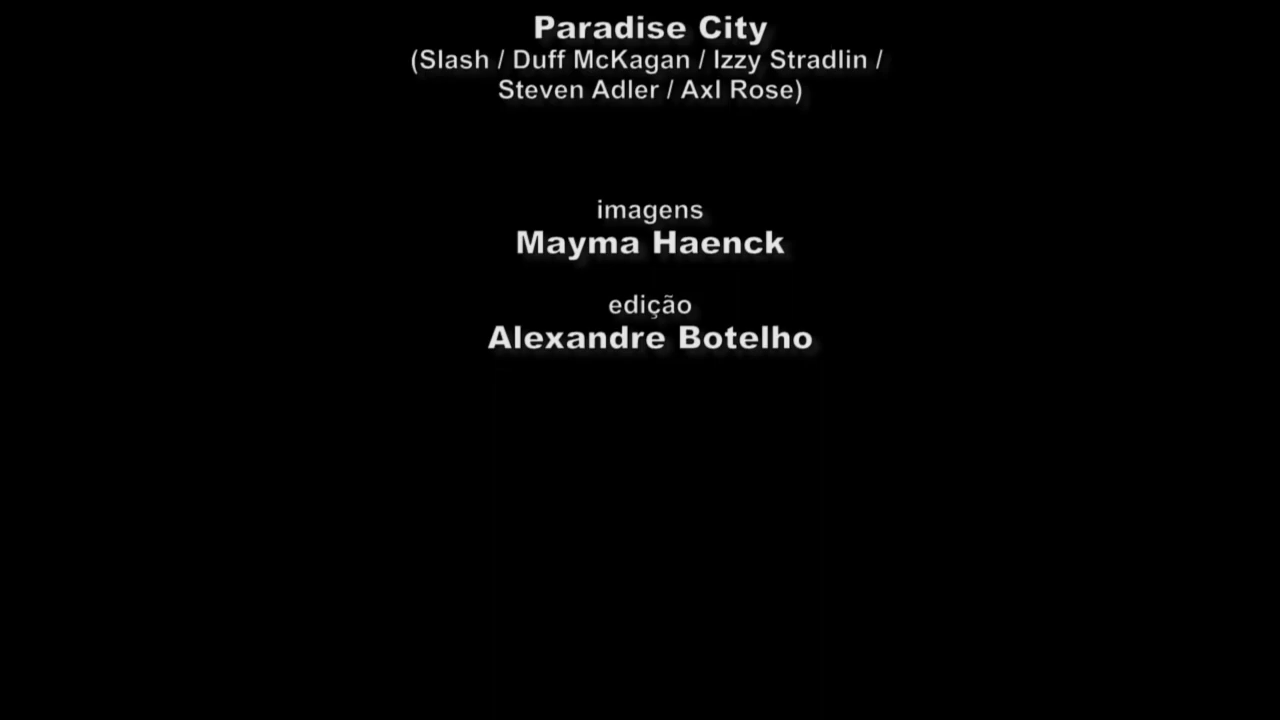 Paradise City
(Slash / Duff McKagan / Izzy Stradlin /
Steven Adler / Axl Rose)
imagens
Mayma Haenck
edição
Alexandre Botelho